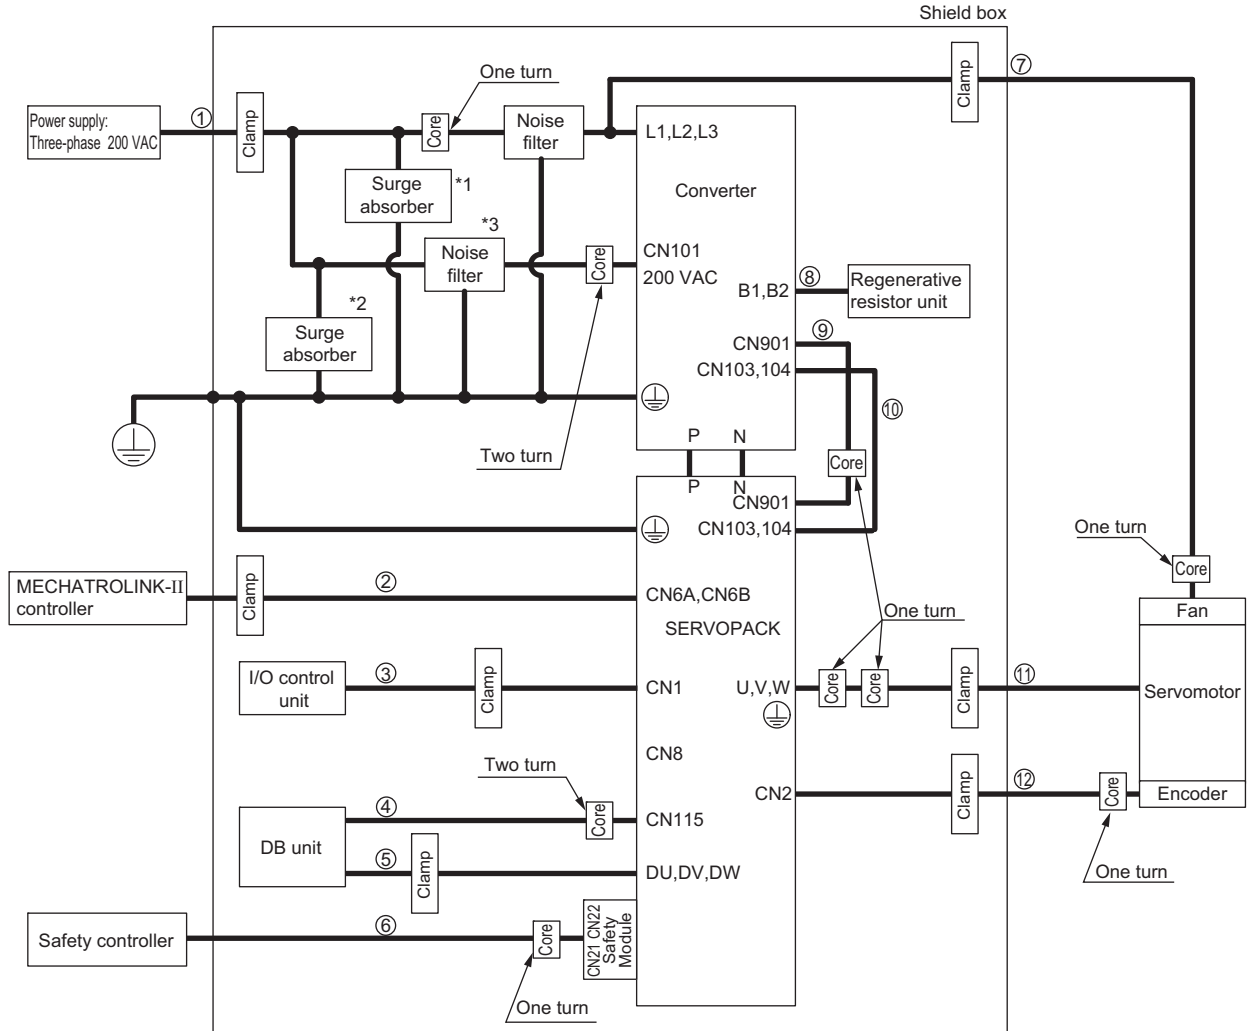 Shield box
One turn
⑦
Clamp
Power supply:
Three-phase 200 VAC
①
Clamp
Core
Noise
filter
L1,L2,L3
Converter
Surge
absorber
*1
*3
Noise
filter
Core
CN101
200 VAC
*2
Surge
absorber
B1,B2
⑧
Regenerative
resistor unit
CN901
⑨
CN103,104
⑩
Two turn
P
N
Core
P
N
CN901
CN103,104
One turn
Core
MECHATROLINK-II
controller
Clamp
②
CN6A,CN6B
SERVOPACK
One turn
Fan
I/O control
unit
③
Clamp
CN1
U,V,W
Core
Core
Clamp
⑪
Servomotor
CN8
Two turn
CN2
Clamp
⑫
Core
Encoder
DB unit
④
Core
CN115
⑤
Clamp
DU,DV,DW
One turn
Safety controller
⑥
Core
CN21 CN22
Safety
Module
One turn